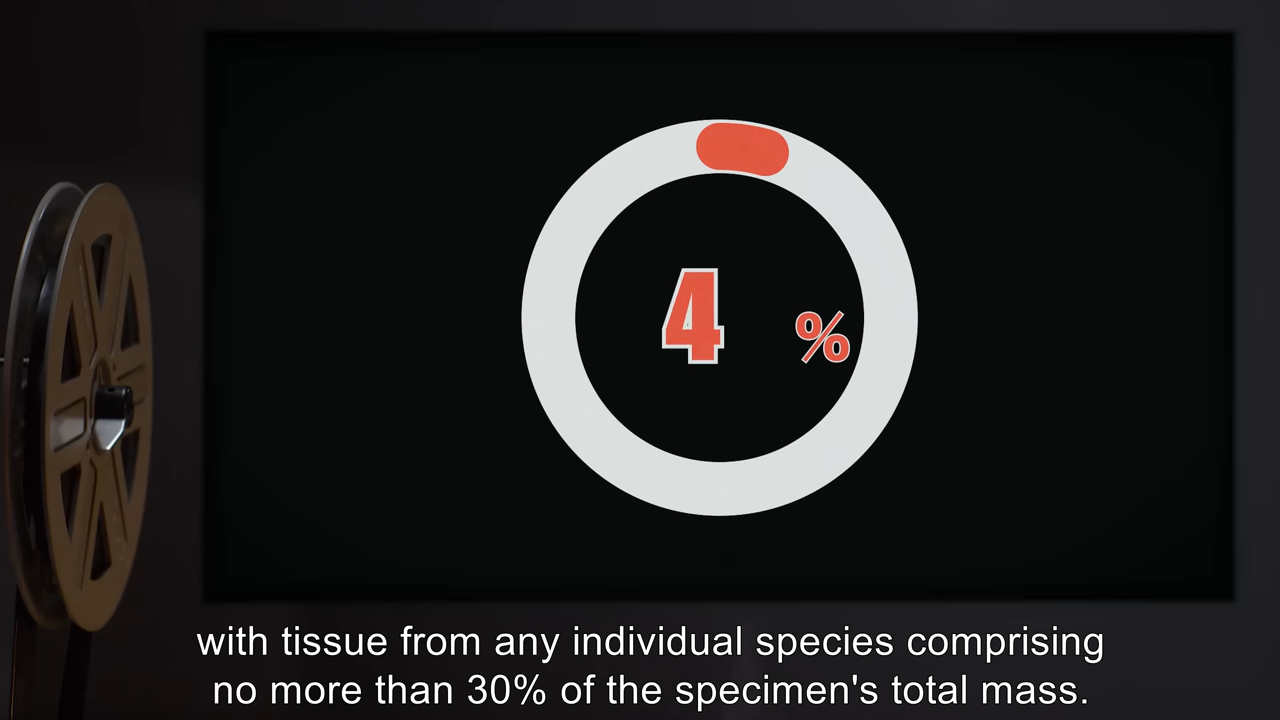 4 %
with tissue from any individual species comprising
no more than 30% of the specimen's total mass.